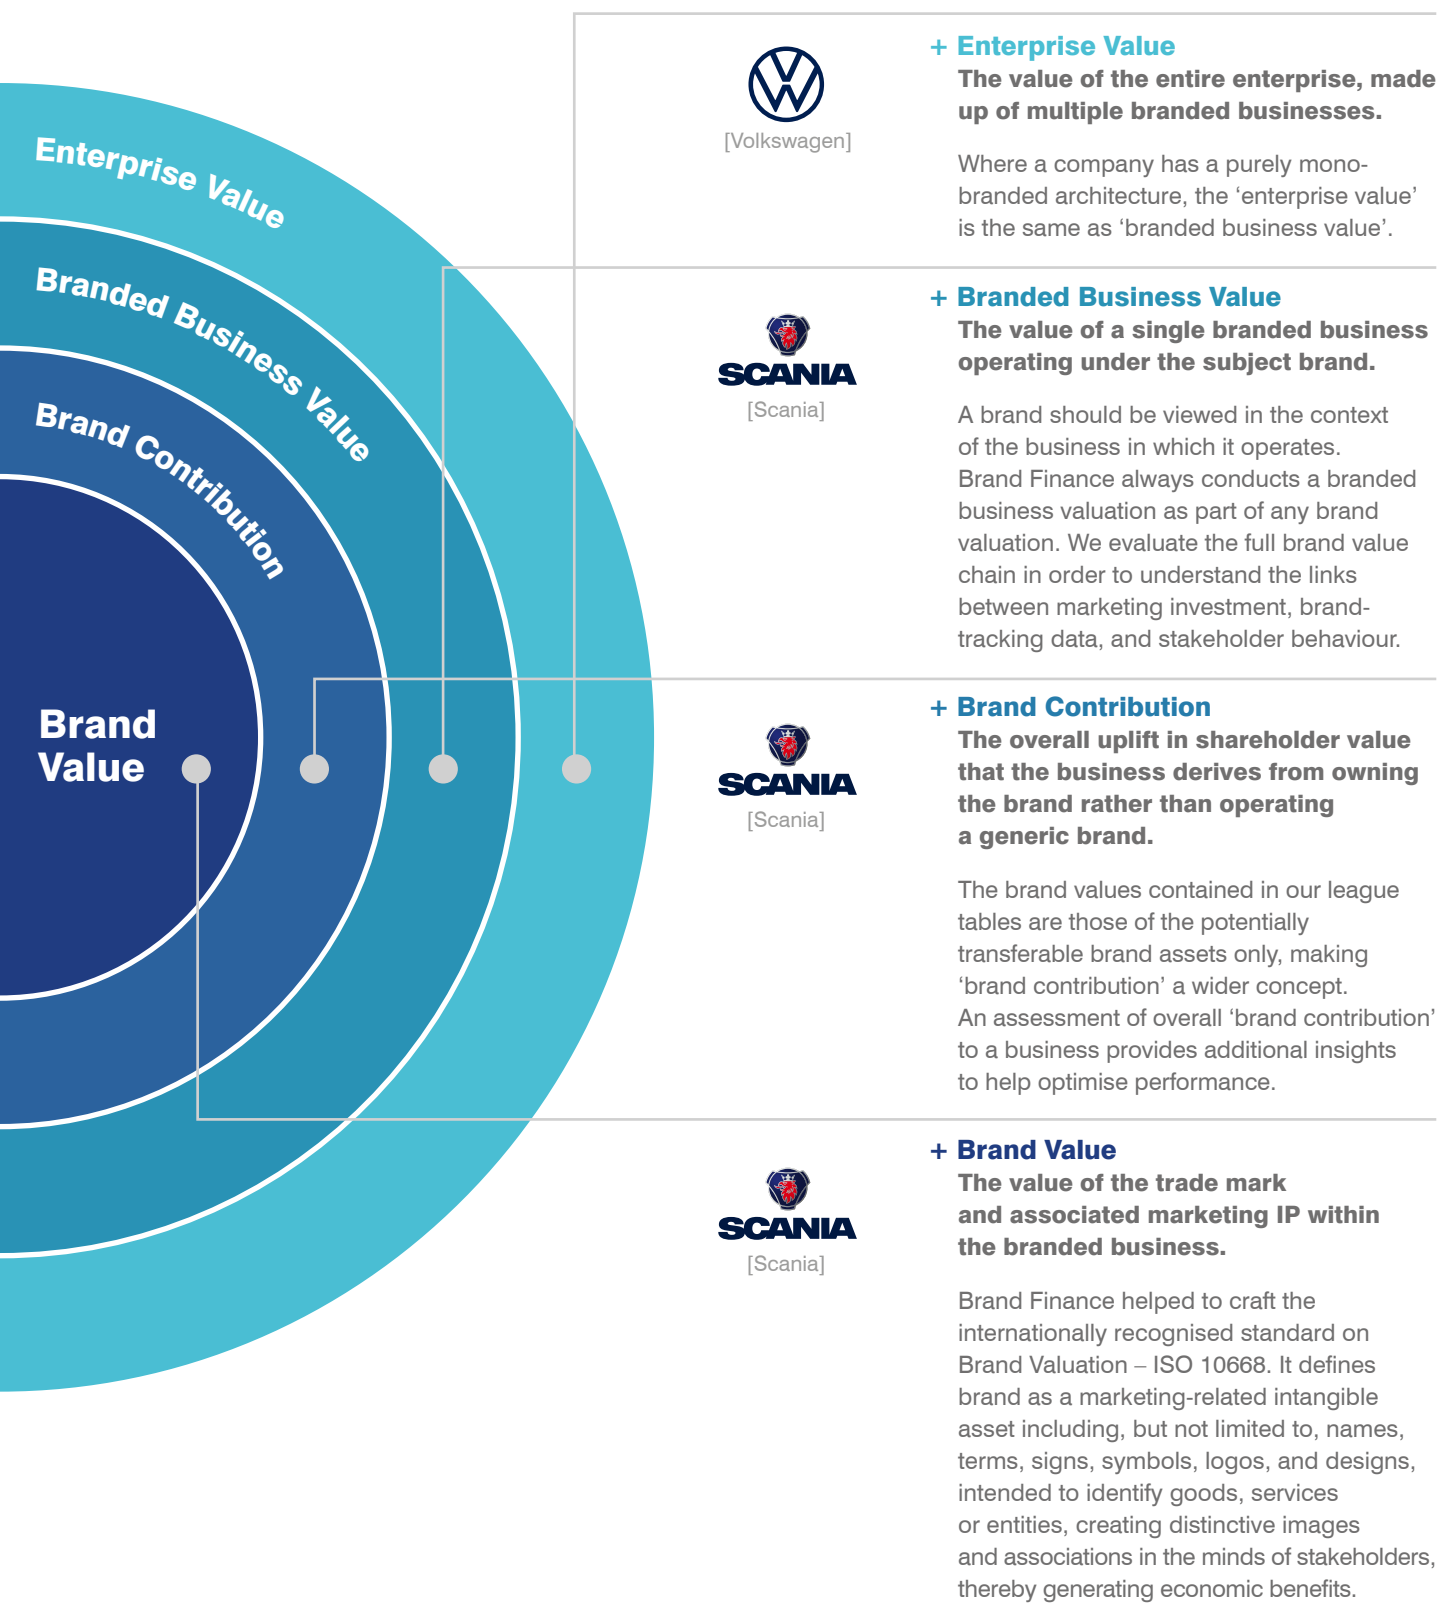 Enterprise Value
Branded Business Value
Brand Contribution
Brand
Value
[Volkswagen]
+ Enterprise Value
The value of the entire enterprise, made
up of multiple branded businesses.
Where a company has a purely mono-
branded architecture, the ‘enterprise value’
is the same as ‘branded business value’.
SCANIA
[Scania]
+ Branded Business Value
The value of a single branded business
operating under the subject brand.
A brand should be viewed in the context
of the business in which it operates.
Brand Finance always conducts a branded
business valuation as part of any brand
valuation. We evaluate the full brand value
chain in order to understand the links
between marketing investment, brand-
tracking data, and stakeholder behaviour.
SCANIA
[Scania]
+ Brand Contribution
The overall uplift in shareholder value
that the business derives from owning
the brand rather than operating
a generic brand.
The brand values contained in our league
tables are those of the potentially
transferable brand assets only, making
‘brand contribution’ a wider concept.
An assessment of overall ‘brand contribution’
to a business provides additional insights
to help optimise performance.
SCANIA
[Scania]
+ Brand Value
The value of the trade mark
and associated marketing IP within
the branded business.
Brand Finance helped to craft the
internationally recognised standard on
Brand Valuation – ISO 10668. It defines
brand as a marketing-related intangible
asset including, but not limited to, names,
terms, signs, symbols, logos, and designs,
intended to identify goods, services
or entities, creating distinctive images
and associations in the minds of stakeholders,
thereby generating economic benefits.